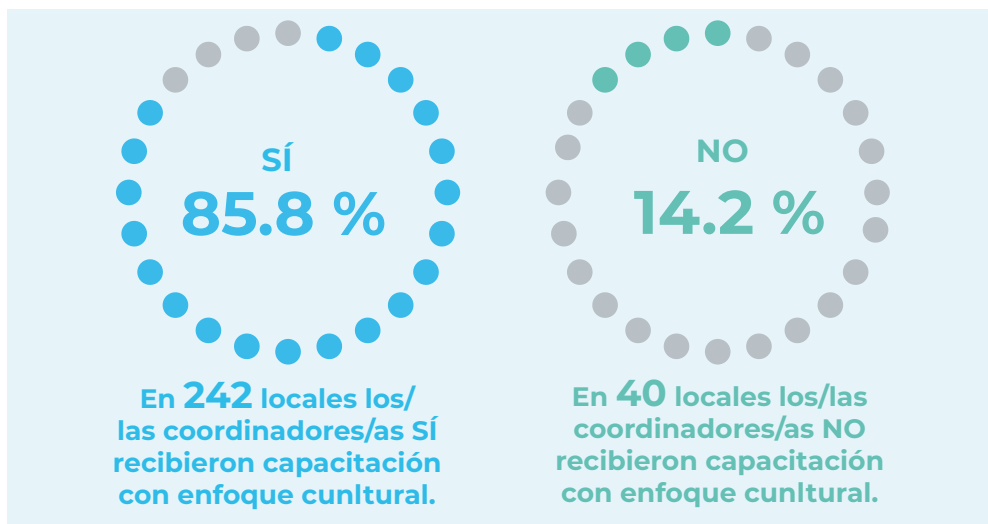 SÍ
85.8 %
En 242 locales los/
las coordinadores/as SÍ
recibieron capacitación
con enfoque cunltural.
NO
14.2 %
En 40 locales los/las
coordinadores/as NO
recibieron capacitación
con enfoque cunltural.